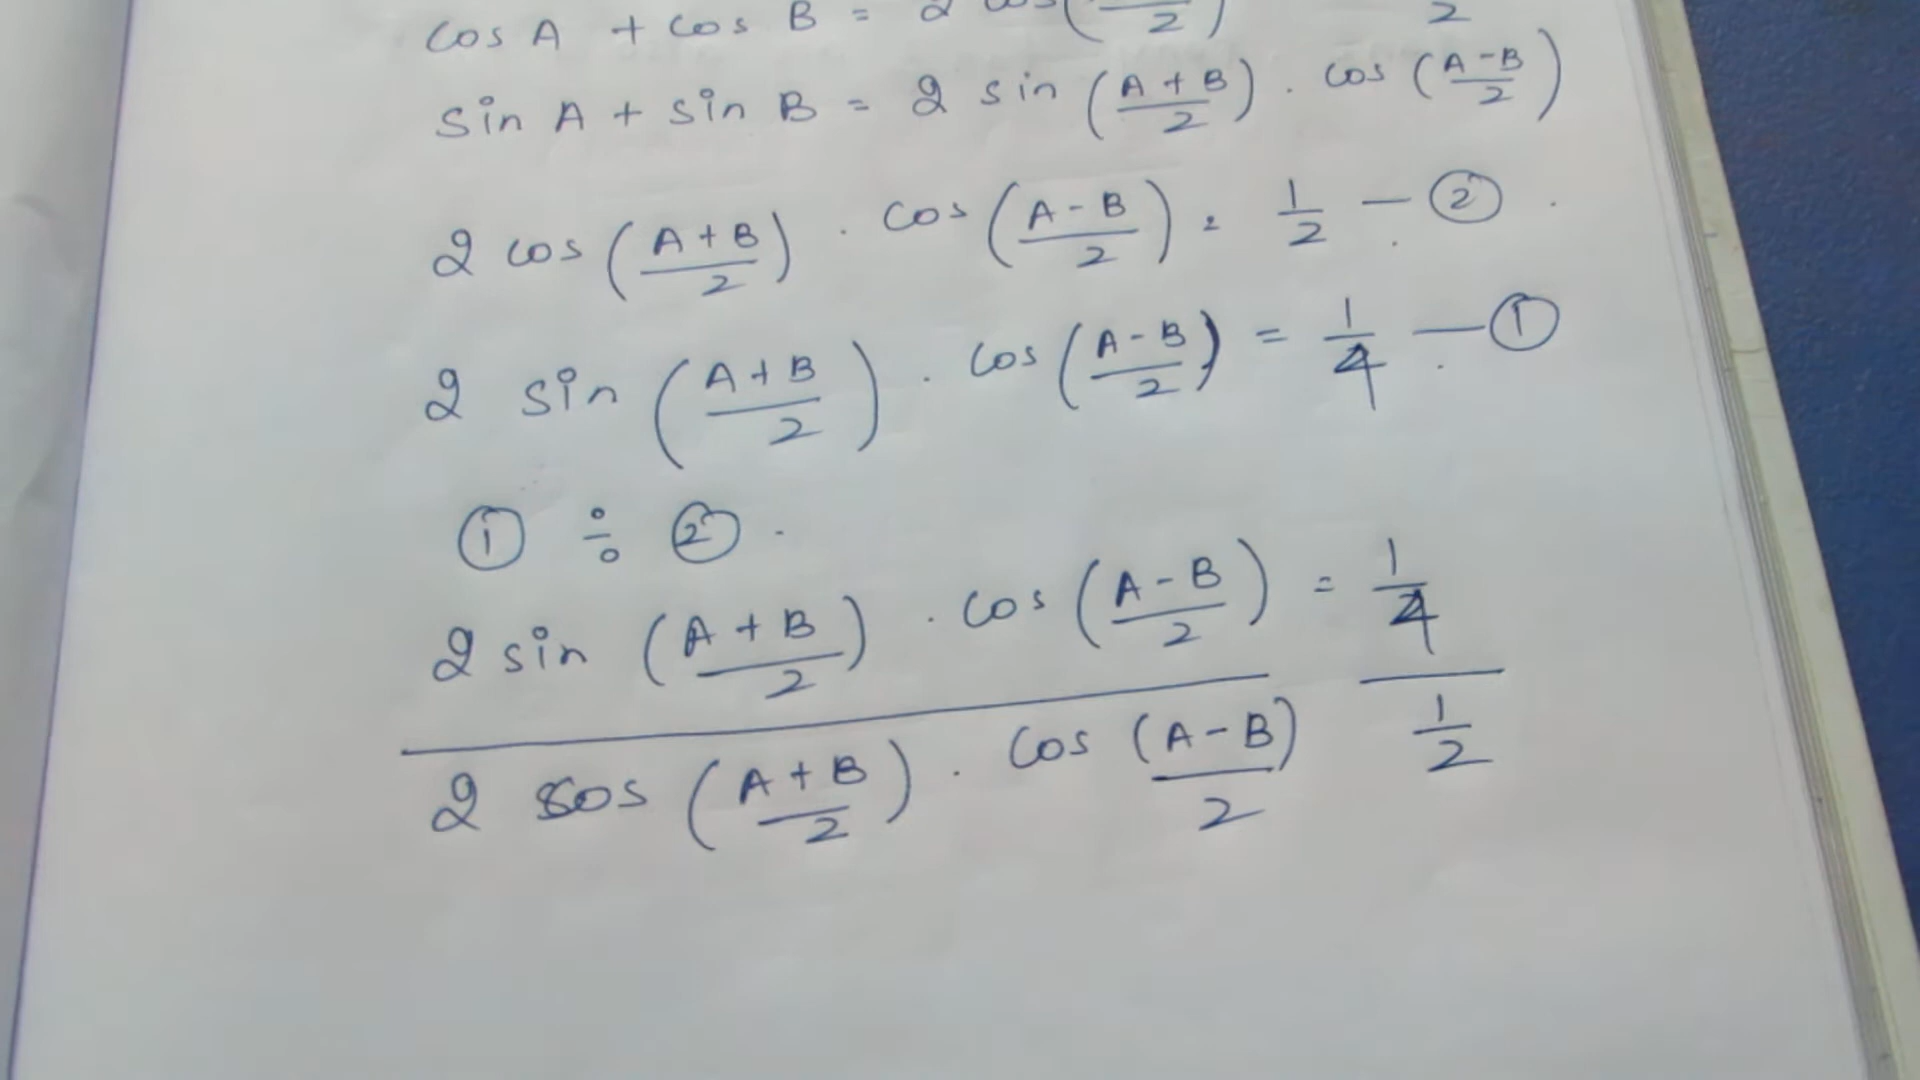 cos A + cos B = 2 cos( /2) 2
sin A + sin B = 2 sin (A+B/2) . cos (A-B/2)
2 cos (A+B/2) . cos (A-B/2) = 1/2 - ②.
2 sin (A+B/2) . cos (A-B/2) = 1/4 - ①
① ÷ ②.
2 sin (A+B/2) . cos (A-B/2) = 1/4
2 cos (A+B/2) . cos (A-B)/2 1/2